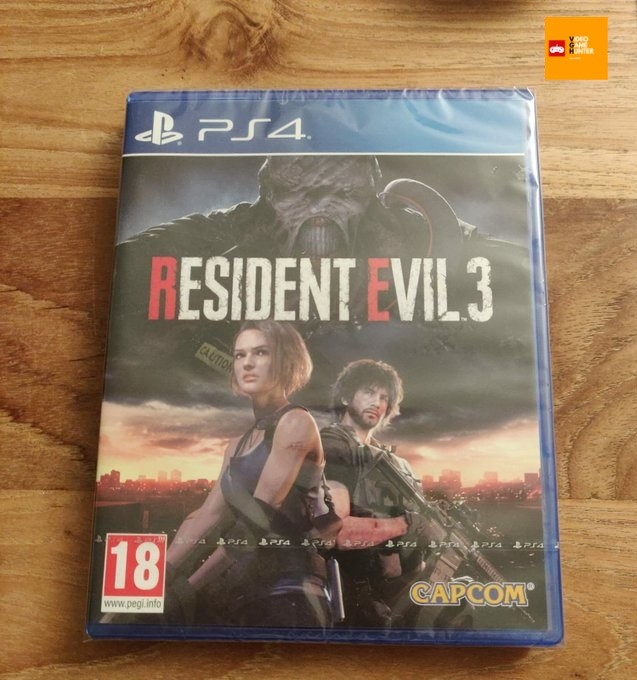 VIDEO
GAME
HUNTER
PS4
RESIDENT EVIL 3
CAUTION
PS4 PS4 PS4 PS4 PS4 PS4 PS4 PS4 PS4 PS4
18
www.pegi.info
CAPCOM®